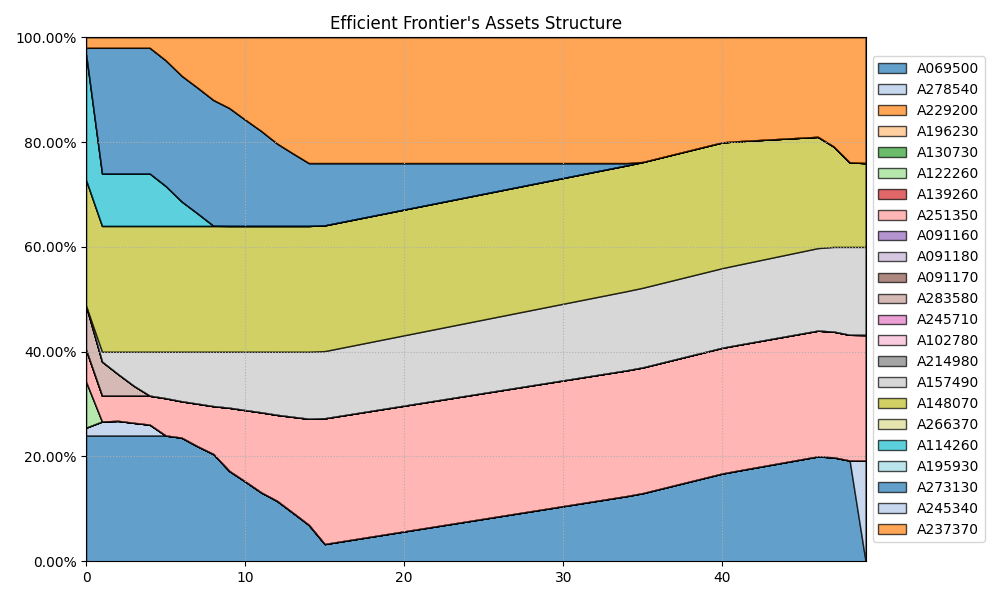 Efficient Frontier's Assets Structure
100.00%
80.00%
60.00%
40.00%
20.00%
0.00%
0
10
20
30
40
A069500
A278540
A229200
A196230
A130730
A122260
A139260
A251350
A091160
A091180
A091170
A283580
A245710
A102780
A214980
A157490
A148070
A266370
A114260
A195930
A273130
A245340
A237370